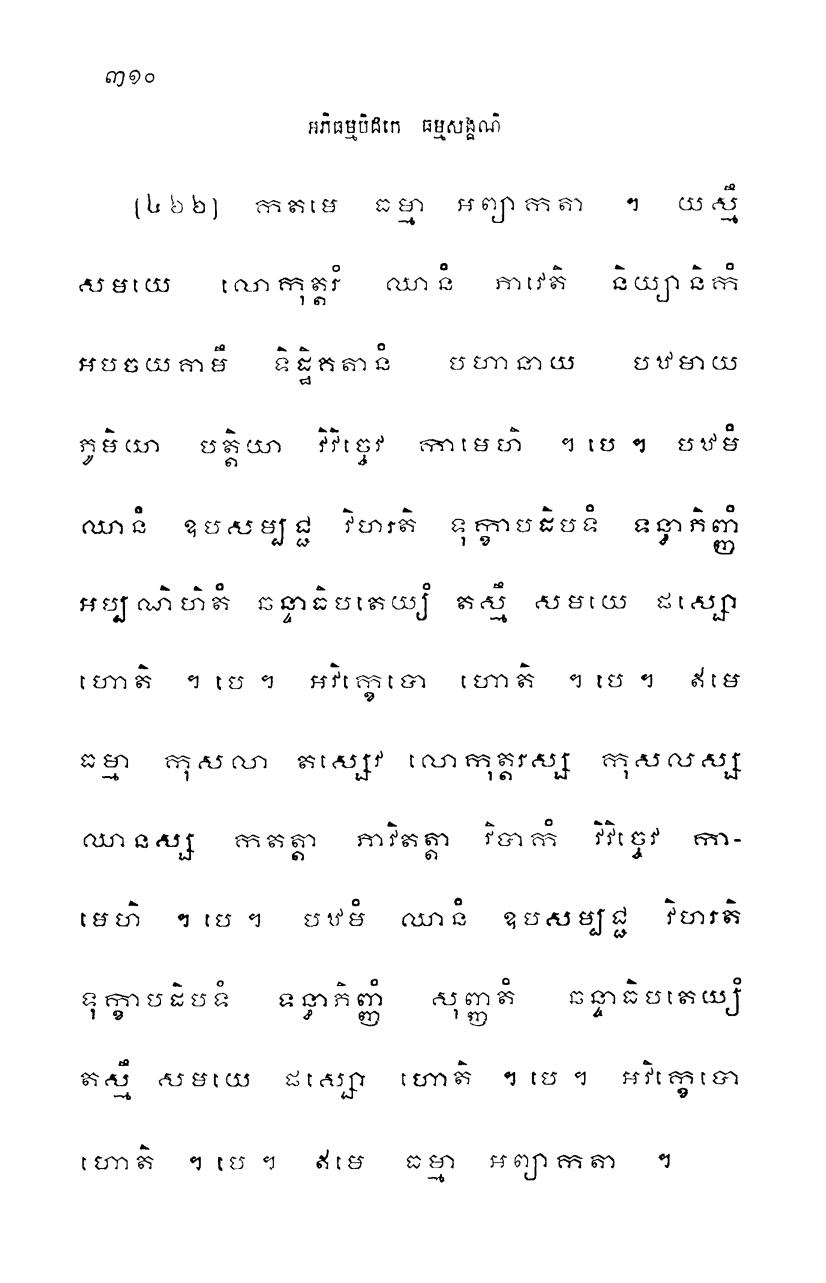 ៣១០
អភិធម្មបិដកេ ធម្មសង្គណិ
(៤៦២) កតមេ ធម្មា អព្យាកតា ។ យស្មឹ
សមយេ លោកុត្តរំ ឈានំ ភាវេតិ និយ្យានិកំ
អបចយគាមឹ ទិដ្ឋិគតានំ បហានាយ បឋមាយ
ភូមិយា បត្តិយា វិវិច្ចេវ កាមេហិ ។ បេ ។ បឋមំ
ឈានំ ឧបសម្បជ្ជ វិហរតិ ទុក្ខាបដិបទំ ទន្ធាភិញ្ញំ
អប្បណិហិតំ ឆន្ទាធិបតេយ្យំ តស្មឹ សមយេ ផស្សោ
ហោតិ ។ បេ ។ អវិក្ខេបោ ហោតិ ។ បេ ។ ឥមេ
ធម្មា កុសលា តស្សេវ លោកុត្តរស្ស កុសលស្ស
ឈានស្ស កតត្តា ភាវិតត្តា វិបាកំ វិវិច្ចេវ កា-
មេហិ ។ បេ ។ បឋមំ ឈានំ ឧបសម្បជ្ជ វិហរតិ
ទុក្ខាបដិបទំ ទន្ធាភិញ្ញំ សុញ្ញតំ ឆន្ទាធិបតេយ្យំ
តស្មឹ សមយេ ផស្សោ ហោតិ ។ បេ ។ អវិក្ខេបោ
ហោតិ ។ បេ ។ ឥមេ ធម្មា អព្យាកតា ។